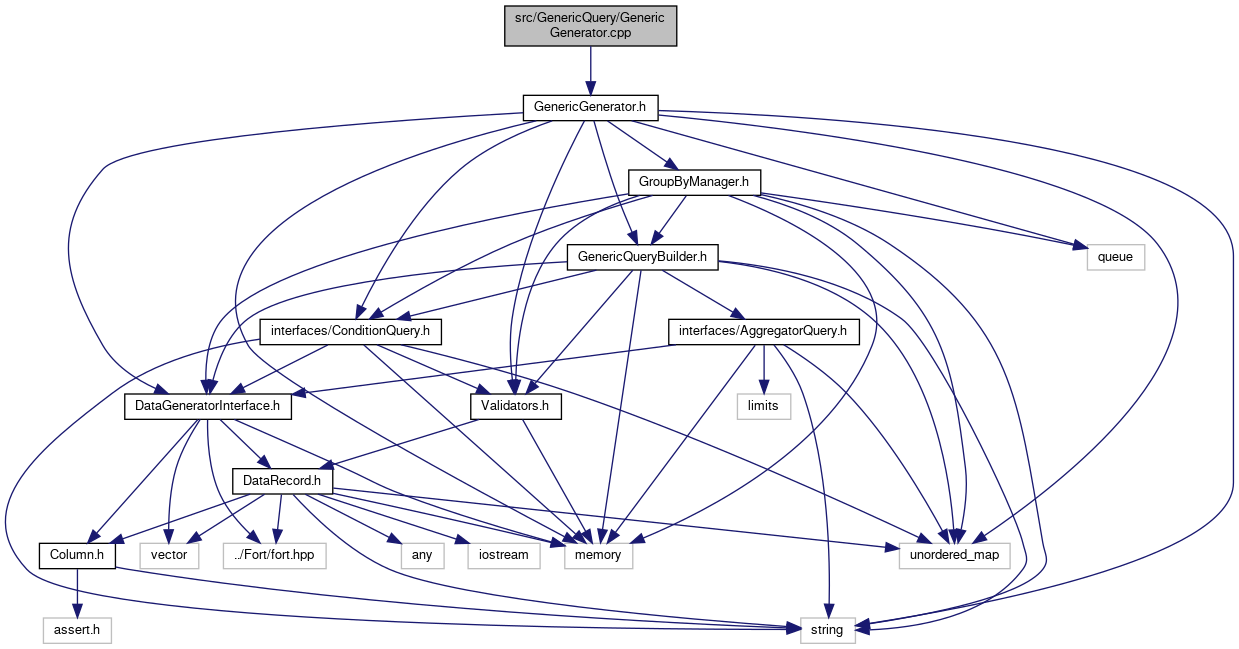 src/GenericQuery/Generic
Generator.cpp
GenericGenerator.h
GroupByManager.h
GenericQueryBuilder.h
queue
interfaces/ConditionQuery.h
interfaces/AggregatorQuery.h
DataGeneratorInterface.h
Validators.h
limits
DataRecord.h
Column.h
vector
../Fort/fort.hpp
any
iostream
memory
unordered_map
assert.h
string